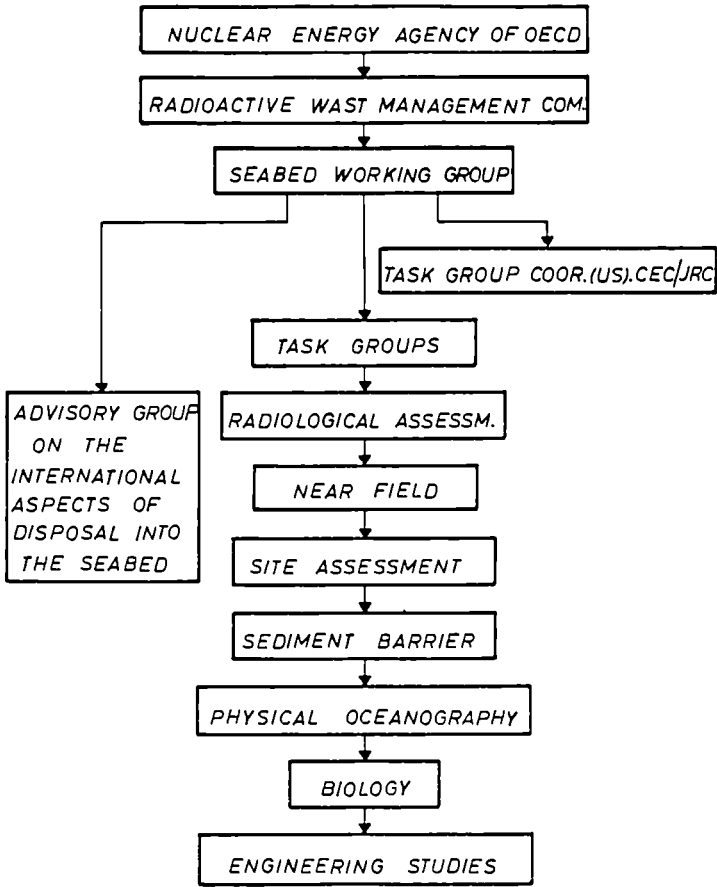 NUCLEAR ENERGY AGENCY OF OECD
RADIOACTIVE WAST MANAGEMENT COM.
SEABED WORKING GROUP
TASK GROUP COOR.(US).CEC/JRC
TASK GROUPS
ADVISORY GROUP
ON THE
INTERNATIONAL
ASPECTS OF
DISPOSAL INTO
THE SEABED
RADIOLOGICAL ASSESSM.
NEAR FIELD
SITE ASSESSMENT
SEDIMENT BARRIER
PHYSICAL OCEANOGRAPHY
BIOLOGY
ENGINEERING STUDIES